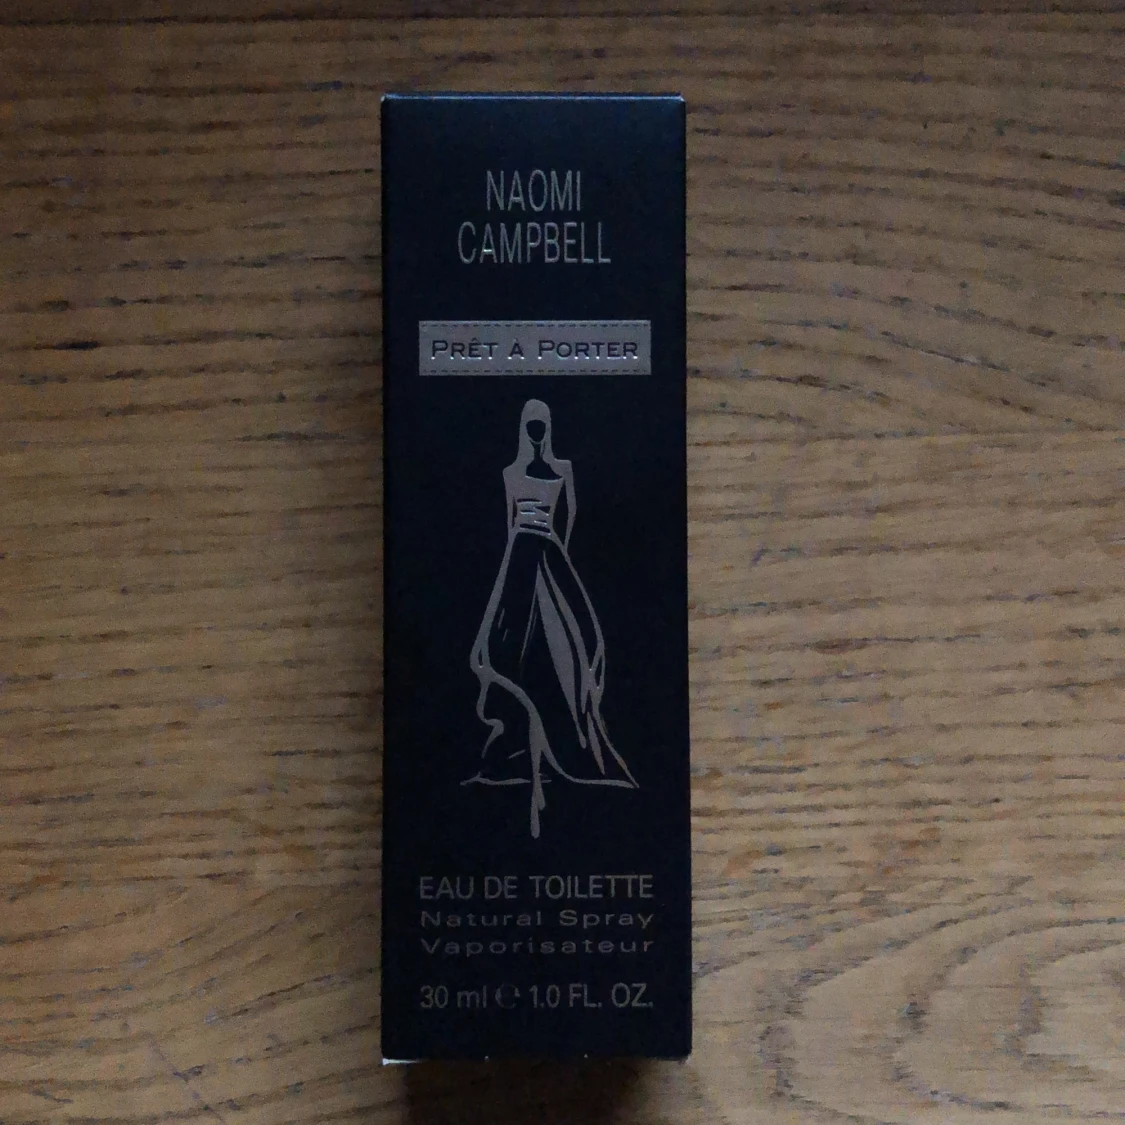 NAOMI
CAMPBELL
PRÊT À PORTER
EAU DE TOILETTE
Natural Spray
Vaporisateur
30 ml ℮ 1.0 FL. OZ.